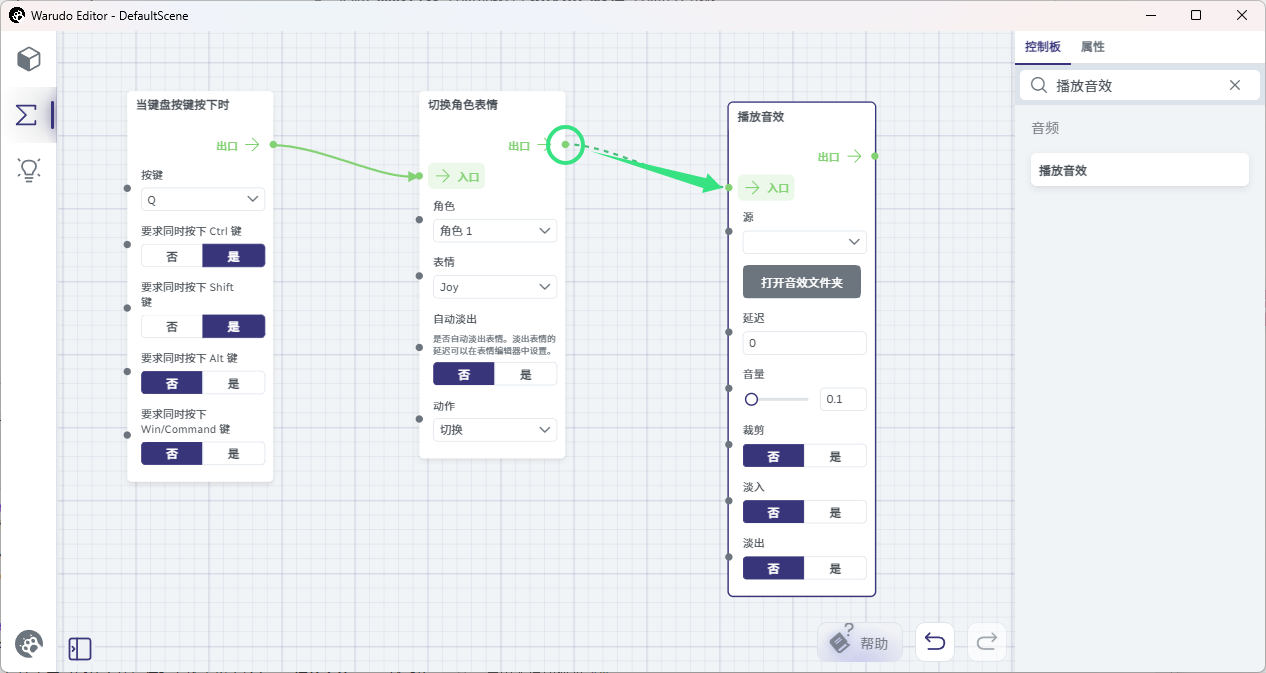 Warudo Editor - DefaultScene
当键盘按键按下时
出口
按键
Q
要求同时按下 Ctrl 键
否 是
要求同时按下 Shift
键
否 是
要求同时按下 Alt 键
否 是
要求同时按下
Win/Command 键
否 是
切换角色表情
出口
入口
角色
角色 1
表情
Joy
自动淡出
是否自动淡出表情。淡出表情的
延迟可以在表情编辑器中设置。
否 是
动作
切换
播放音效
出口
入口
源
打开音效文件夹
延迟
0
音量
0.1
裁剪
否 是
淡入
否 是
淡出
否 是
帮助
控制板 属性
播放音效
音频
播放音效